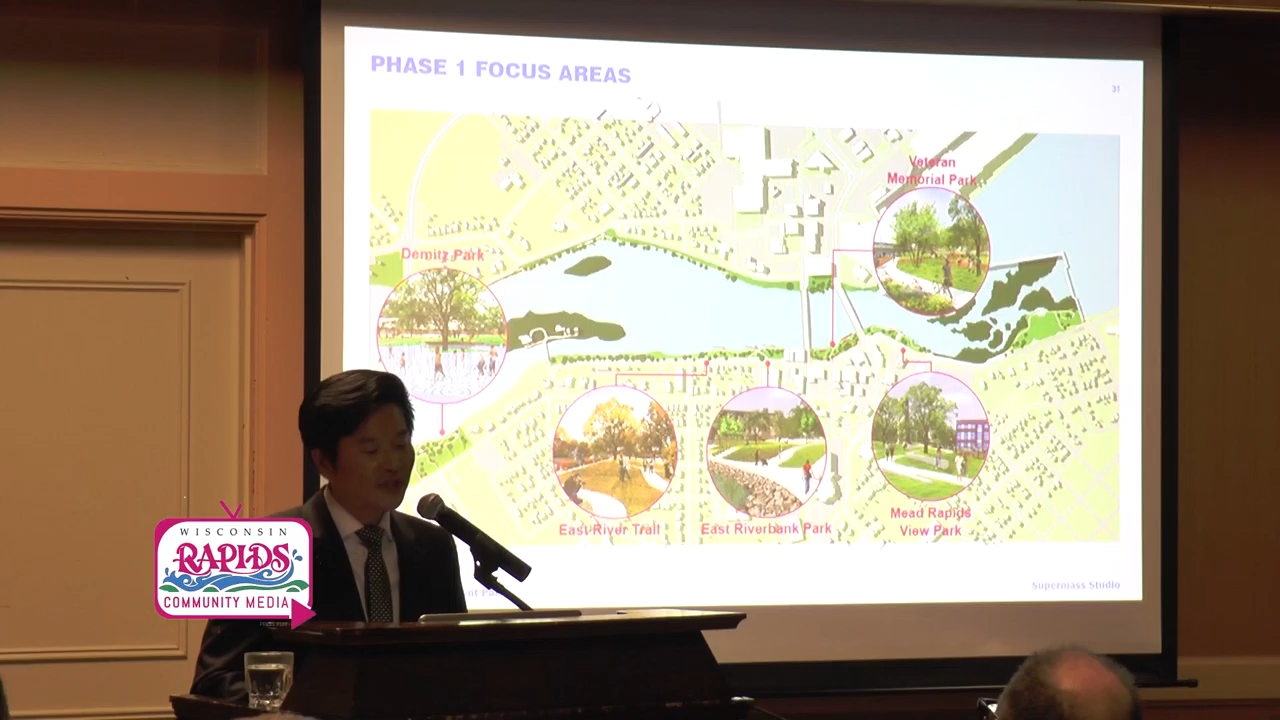 PHASE 1 FOCUS AREAS
31
Veteran
Memorial Park
Demitz Park
East River Trail
East Riverbank Park
Mead Rapids
View Park
Supermass Studio
WISCONSIN
RAPIDS
COMMUNITY MEDIA